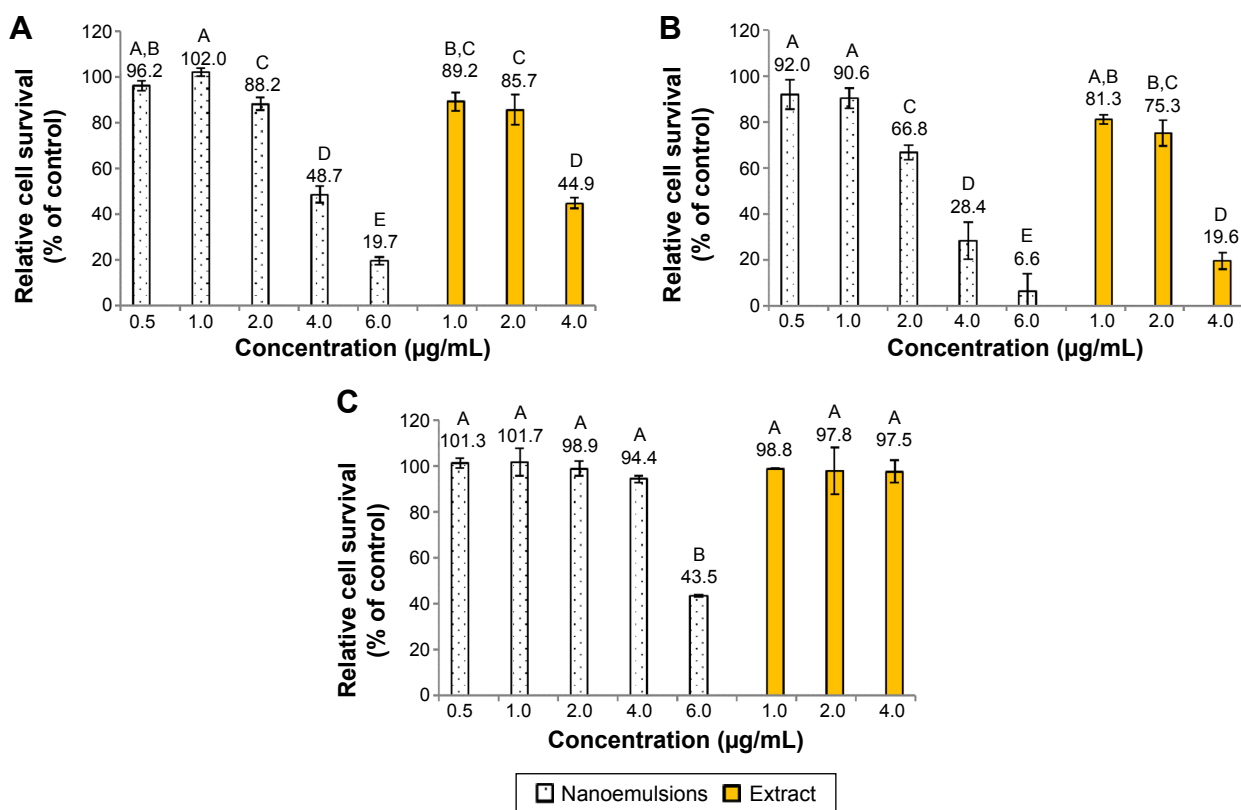 A
Relative cell survival
(% of control)
120
100
80
60
40
20
0
A,B
96.2
A
102.0
C
88.2
D
48.7
E
19.7
B,C
89.2
C
85.7
D
44.9
0.5 1.0 2.0 4.0 6.0 1.0 2.0 4.0
Concentration (µg/mL)
B
Relative cell survival
(% of control)
120
100
80
60
40
20
0
A
92.0
A
90.6
C
66.8
D
28.4
E
6.6
A,B
81.3
B,C
75.3
D
19.6
0.5 1.0 2.0 4.0 6.0 1.0 2.0 4.0
Concentration (µg/mL)
C
Relative cell survival
(% of control)
120
100
80
60
40
20
0
A
101.3
A
101.7
A
98.9
A
94.4
B
43.5
A
98.8
A
97.8
A
97.5
0.5 1.0 2.0 4.0 6.0 1.0 2.0 4.0
Concentration (µg/mL)
Nanoemulsions Extract